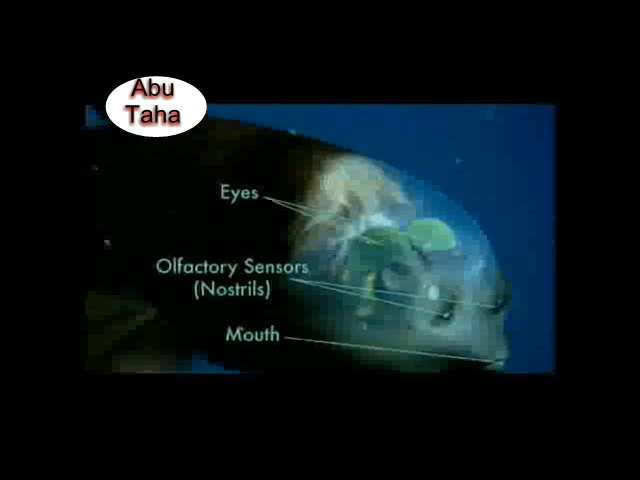 Abu
Taha
Eyes
Olfactory Sensors
(Nostrils)
Mouth